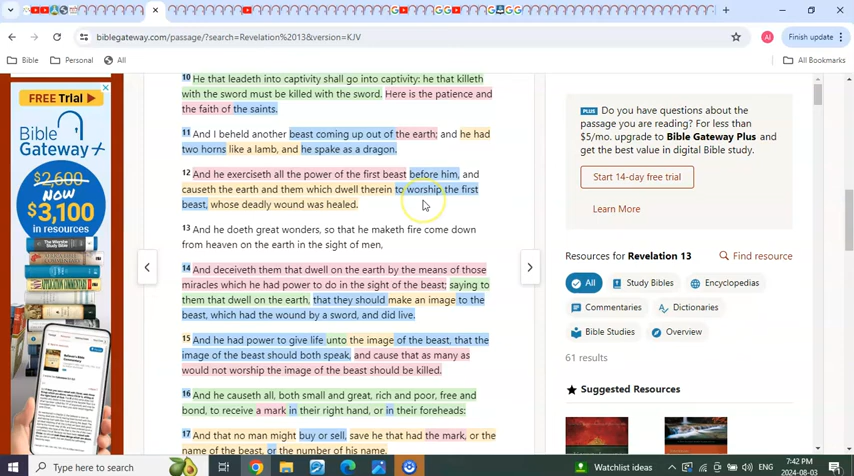 biblegateway.com/passage/?search=Revelation%2013&version=KJV
AI
Finish update
Bible
Personal
All
All Bookmarks
FREE Trial
Bible
Gateway+
$2,600
NOW
$3,100
in resources
10 He that leadeth into captivity shall go into captivity: he that killeth
with the sword must be killed with the sword. Here is the patience and
the faith of the saints.
11 And I beheld another beast coming up out of the earth; and he had
two horns like a lamb, and he spake as a dragon.
12 And he exerciseth all the power of the first beast before him, and
causeth the earth and them which dwell therein to worship the first
beast, whose deadly wound was healed.
13 And he doeth great wonders, so that he maketh fire come down
from heaven on the earth in the sight of men,
14 And deceiveth them that dwell on the earth by the means of those
miracles which he had power to do in the sight of the beast; saying to
them that dwell on the earth, that they should make an image to the
beast, which had the wound by a sword, and did live.
15 And he had power to give life unto the image of the beast, that the
image of the beast should both speak, and cause that as many as
would not worship the image of the beast should be killed.
16 And he causeth all, both small and great, rich and poor, free and
bond, to receive a mark in their right hand, or in their foreheads:
17 And that no man might buy or sell, save he that had the mark, or the
name of the beast, or the number of his name.
PLUS Do you have questions about the
passage you are reading? For less than
$5/mo. upgrade to Bible Gateway Plus and
get the best value in digital Bible study.
Start 14-day free trial
Learn More
Resources for Revelation 13
Find resource
All
Study Bibles
Encyclopedias
Commentaries
Dictionaries
Bible Studies
Overview
61 results
Suggested Resources
Type here to search
Watchlist ideas
ENG
7:42 PM
2024-08-03